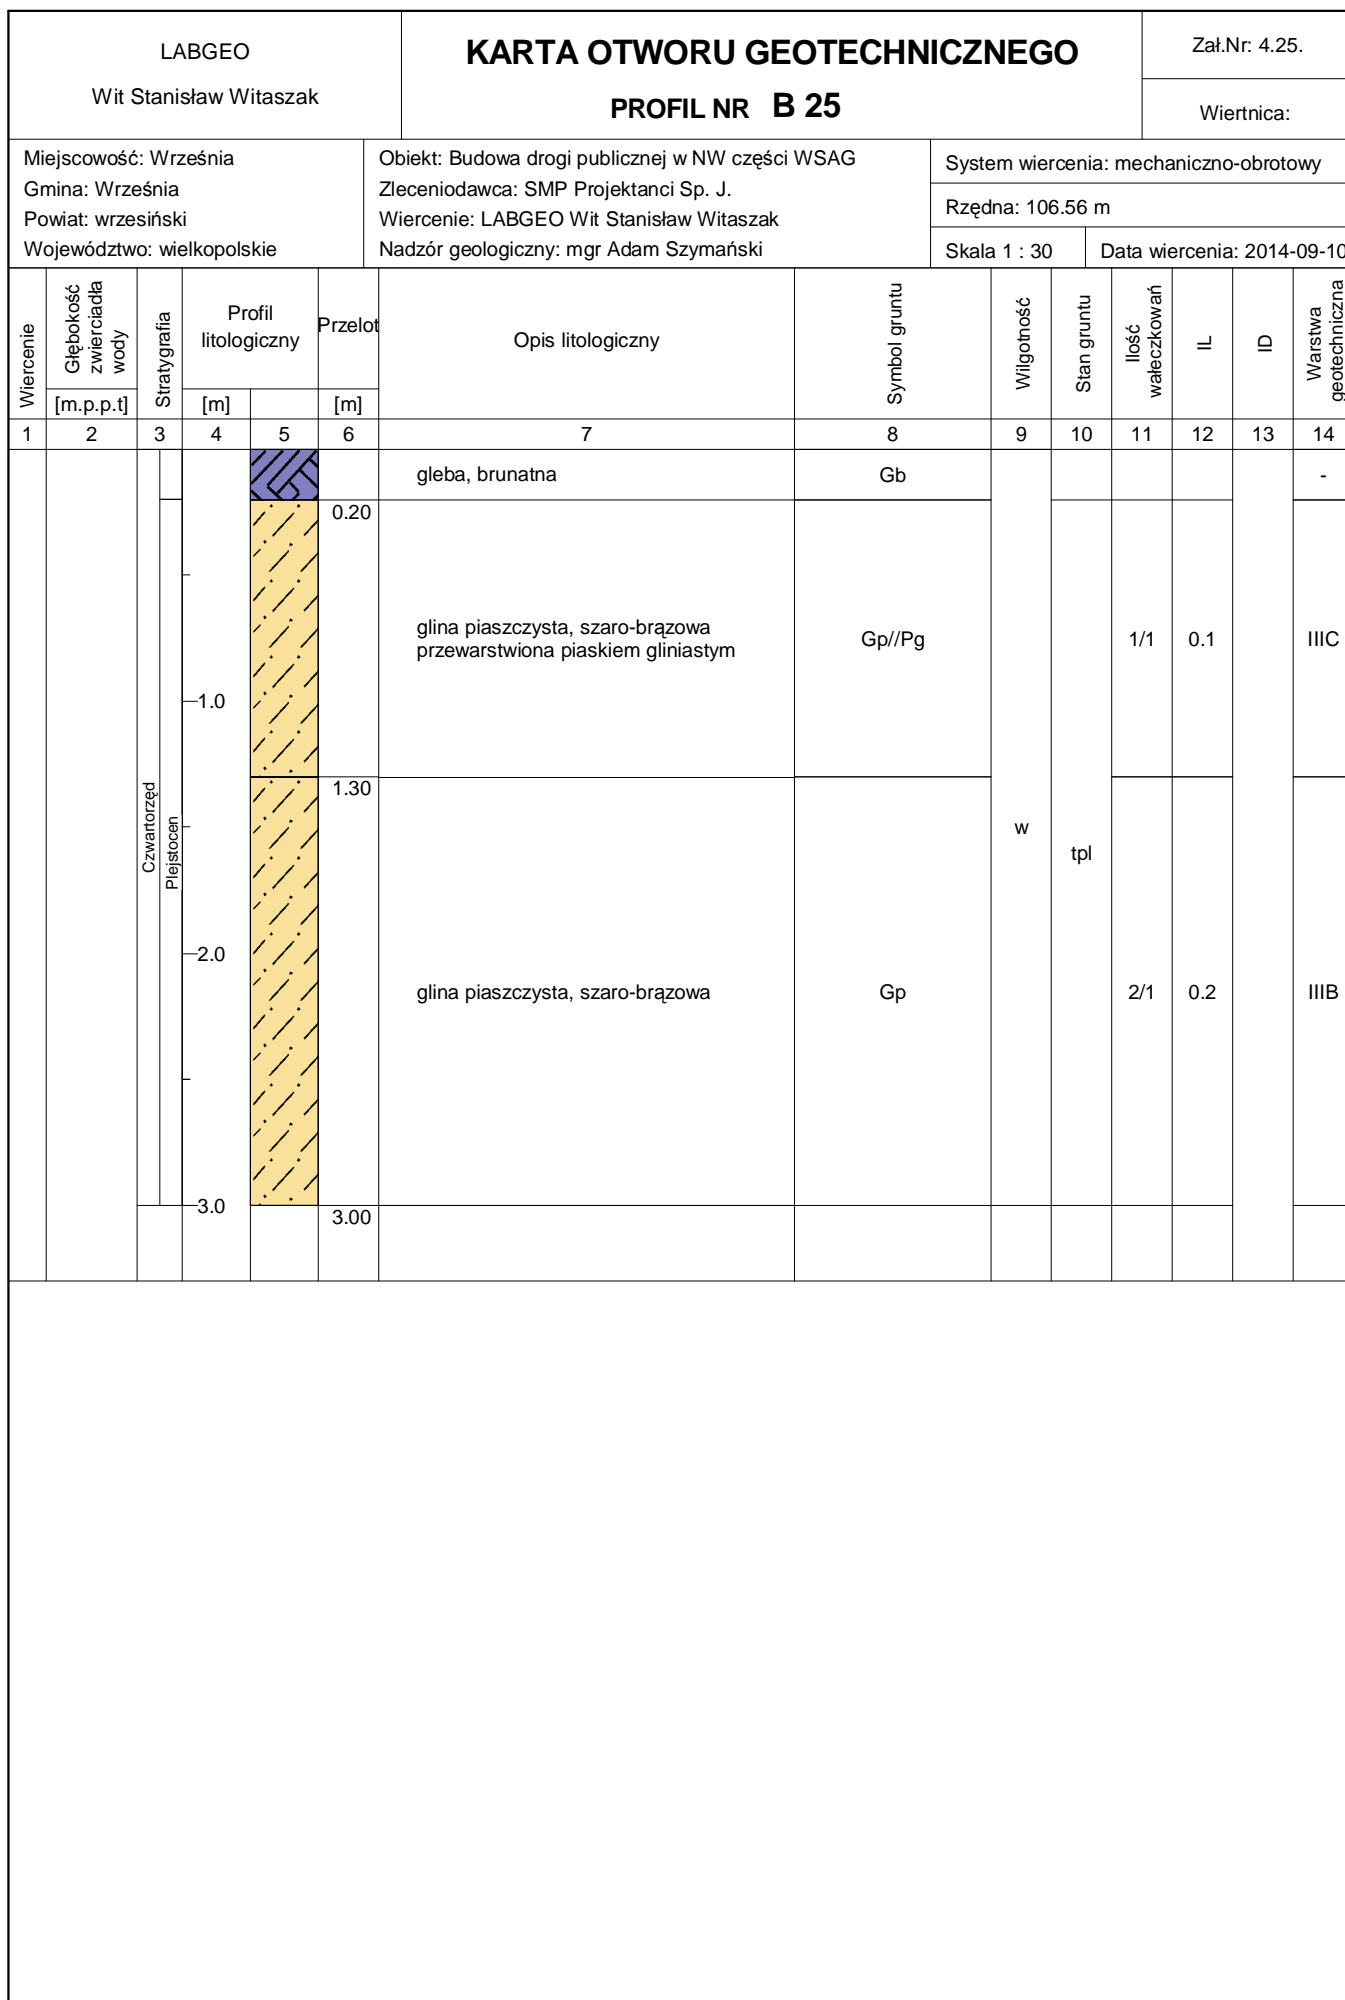 LABGEO
Wit Stanisław Witaszak
KARTA OTWORU GEOTECHNICZNEGO
PROFIL NR B 25
Zał.Nr: 4.25.
Wiertnica:
Miejscowość: Września
Gmina: Września
Powiat: wrzesiński
Województwo: wielkopolskie
Obiekt: Budowa drogi publicznej w NW części WSAG
Zleceniodawca: SMP Projektanci Sp. J.
Wiercenie: LABGEO Wit Stanisław Witaszak
Nadzór geologiczny: mgr Adam Szymański
System wiercenia: mechaniczno-obrotowy
Rzędna: 106.56 m
Skala 1 : 30
Data wiercenia: 2014-09-10
Wiercenie
Głębokość
zwierciadła
wody
[m.p.p.t]
Stratygrafia
Profil
litologiczny
[m]
Przelot
[m]
Opis litologiczny
Symbol gruntu
Wilgotność
Stan gruntu
Ilość
wałeczkowań
IL
ID
Warstwa
geotechniczna
1 2 3 4 5 6 7 8 9 10 11 12 13 14
gleba, brunatna Gb -
0.20
glina piaszczysta, szaro-brązowa
przewarstwiona piaskiem gliniastym
Gp//Pg 1/1 0.1 IIIC
1.0
1.30
Czwartorzęd
Plejstocen
w
tpl
2.0
glina piaszczysta, szaro-brązowa Gp 2/1 0.2 IIIB
3.0
3.00